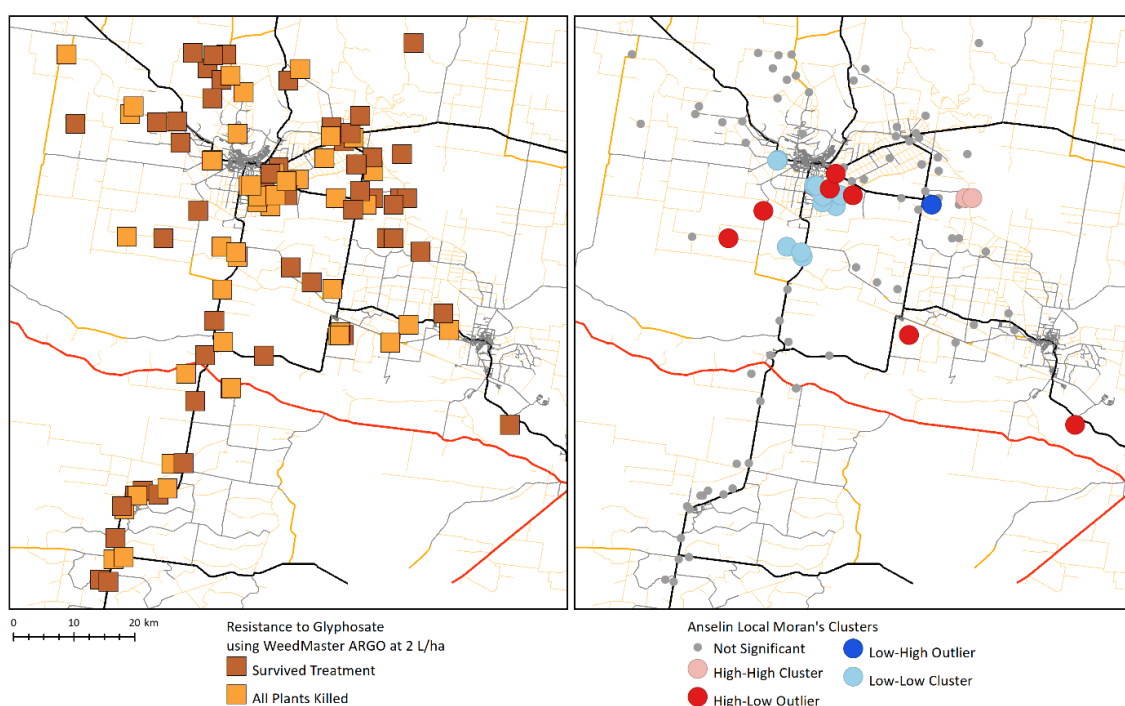 0 10 20 km
Resistance to Glyphosate
using WeedMaster ARGO at 2 L/ha
Survived Treatment
All Plants Killed
Anselin Local Moran's Clusters
Not Significant
High-High Cluster
High-Low Outlier
Low-High Outlier
Low-Low Cluster